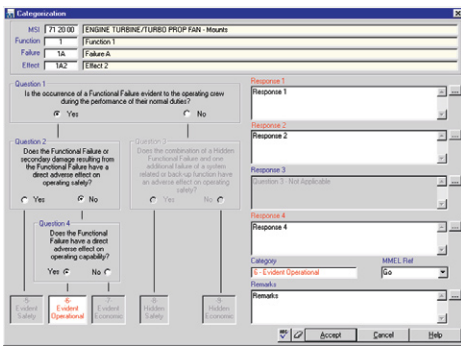 Categorization
MSI 71 20 00 ENGINE TURBINE/TURBO PROP FAN - Mounts
Function 1 Function 1
Failure 1A Failure A
Effect 1A2 Effect 2
Question 1
Is the occurrence of a Functional Failure evident to the operating crew
during the performance of their normal duties?
Yes No
Question 2
Does the Functional Failure or
secondary damage resulting from
the Functional Failure have a
direct adverse effect on
operating safety?
Yes No
Question 3
Does the combination of a Hidden
Functional Failure and one
additional failure of a system
related or back-up function have
an adverse effect on operating
safety?
Yes No
Question 4
Does the Functional
Failure have a direct
adverse effect on
operating capability?
Yes No
5
Evident
Safety
6
Evident
Operational
7
Evident
Economic
8
Hidden
Safety
9
Hidden
Economic
Response 1
Response 1
Response 2
Response 2
Response 3
Question 3 - Not Applicable
Response 4
Response 4
Category MMEL Ref
6 - Evident Operational Go
Remarks
Remarks
Accept Cancel Help